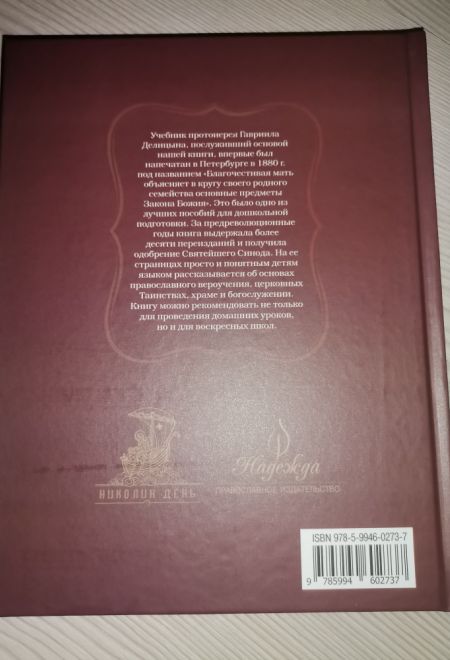 Учебник протоиерея Гавриила
Делицына, послуживший основой
нашей книги, впервые был
напечатан в Петербурге в 1880 г.
под названием «Благочестивая мать
объясняет в кругу своего родного
семейства основные предметы
Закона Божия». Это было одно из
лучших пособий для дошкольной
подготовки. За предреволюционные
годы книга выдержала более
десяти переизданий и получила
одобрение Святейшего Синода. На ее
страницах просто и понятным детям
языком рассказывается об основах
православного вероучения, церковных
Таинствах, храме и богослужении.
Книгу можно рекомендовать не только
для проведения домашних уроков,
но и для воскресных школ.
НИКОЛИН ДЕНЬ
Надежда
ПРАВОСЛАВНОЕ ИЗДАТЕЛЬСТВО
ISBN 978-5-9946-0273-7
9 785994 602737